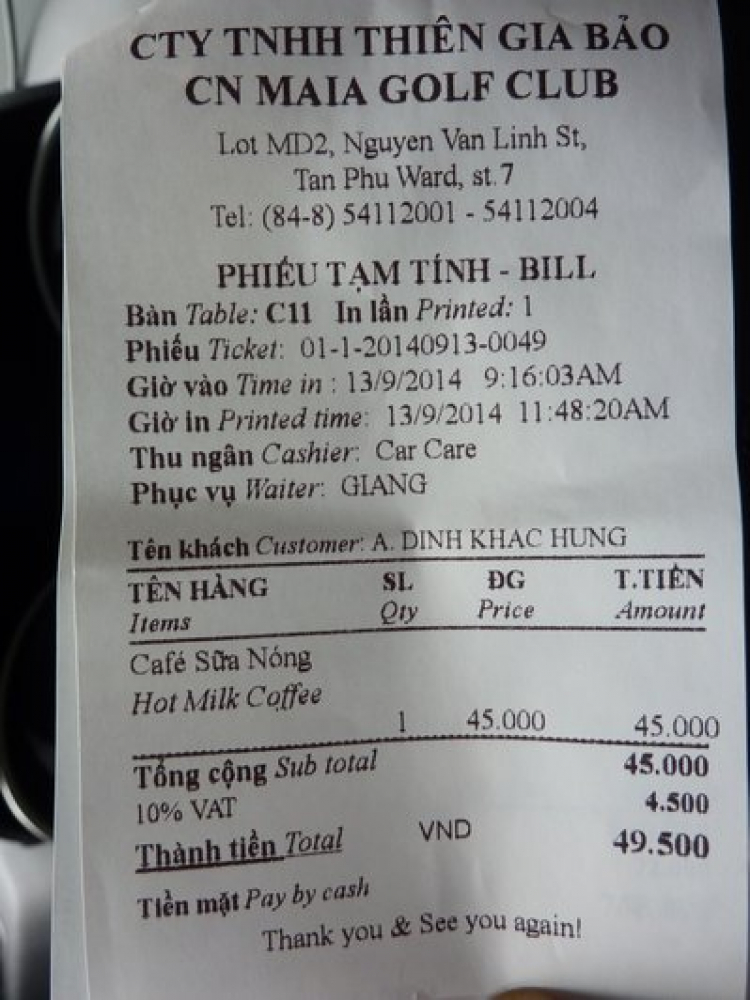 CTY TNHH THIÊN GIA BẢO
CN MAIA GOLF CLUB
Lot MD2, Nguyen Van Linh St,
Tan Phu Ward, st.7
Tel: (84-8) 54112001 - 54112004
PHIẾU TẠM TÍNH - BILL
Bàn Table: C11 In lần Printed: 1
Phiếu Ticket: 01-1-20140913-0049
Giờ vào Time in : 13/9/2014 9:16:03AM
Giờ in Printed time: 13/9/2014 11:48:20AM
Thu ngân Cashier: Car Care
Phục vụ Waiter: GIANG
Tên khách Customer: A. DINH KHAC HUNG
TÊN HÀNG SL ĐG T.TIỀN
Items Qty Price Amount
Café Sữa Nóng
Hot Milk Coffee
1 45.000 45.000
Tổng cộng Sub total 45.000
10% VAT 4.500
Thành tiền Total VND 49.500
Tiền mặt Pay by cash
Thank you & See you again!